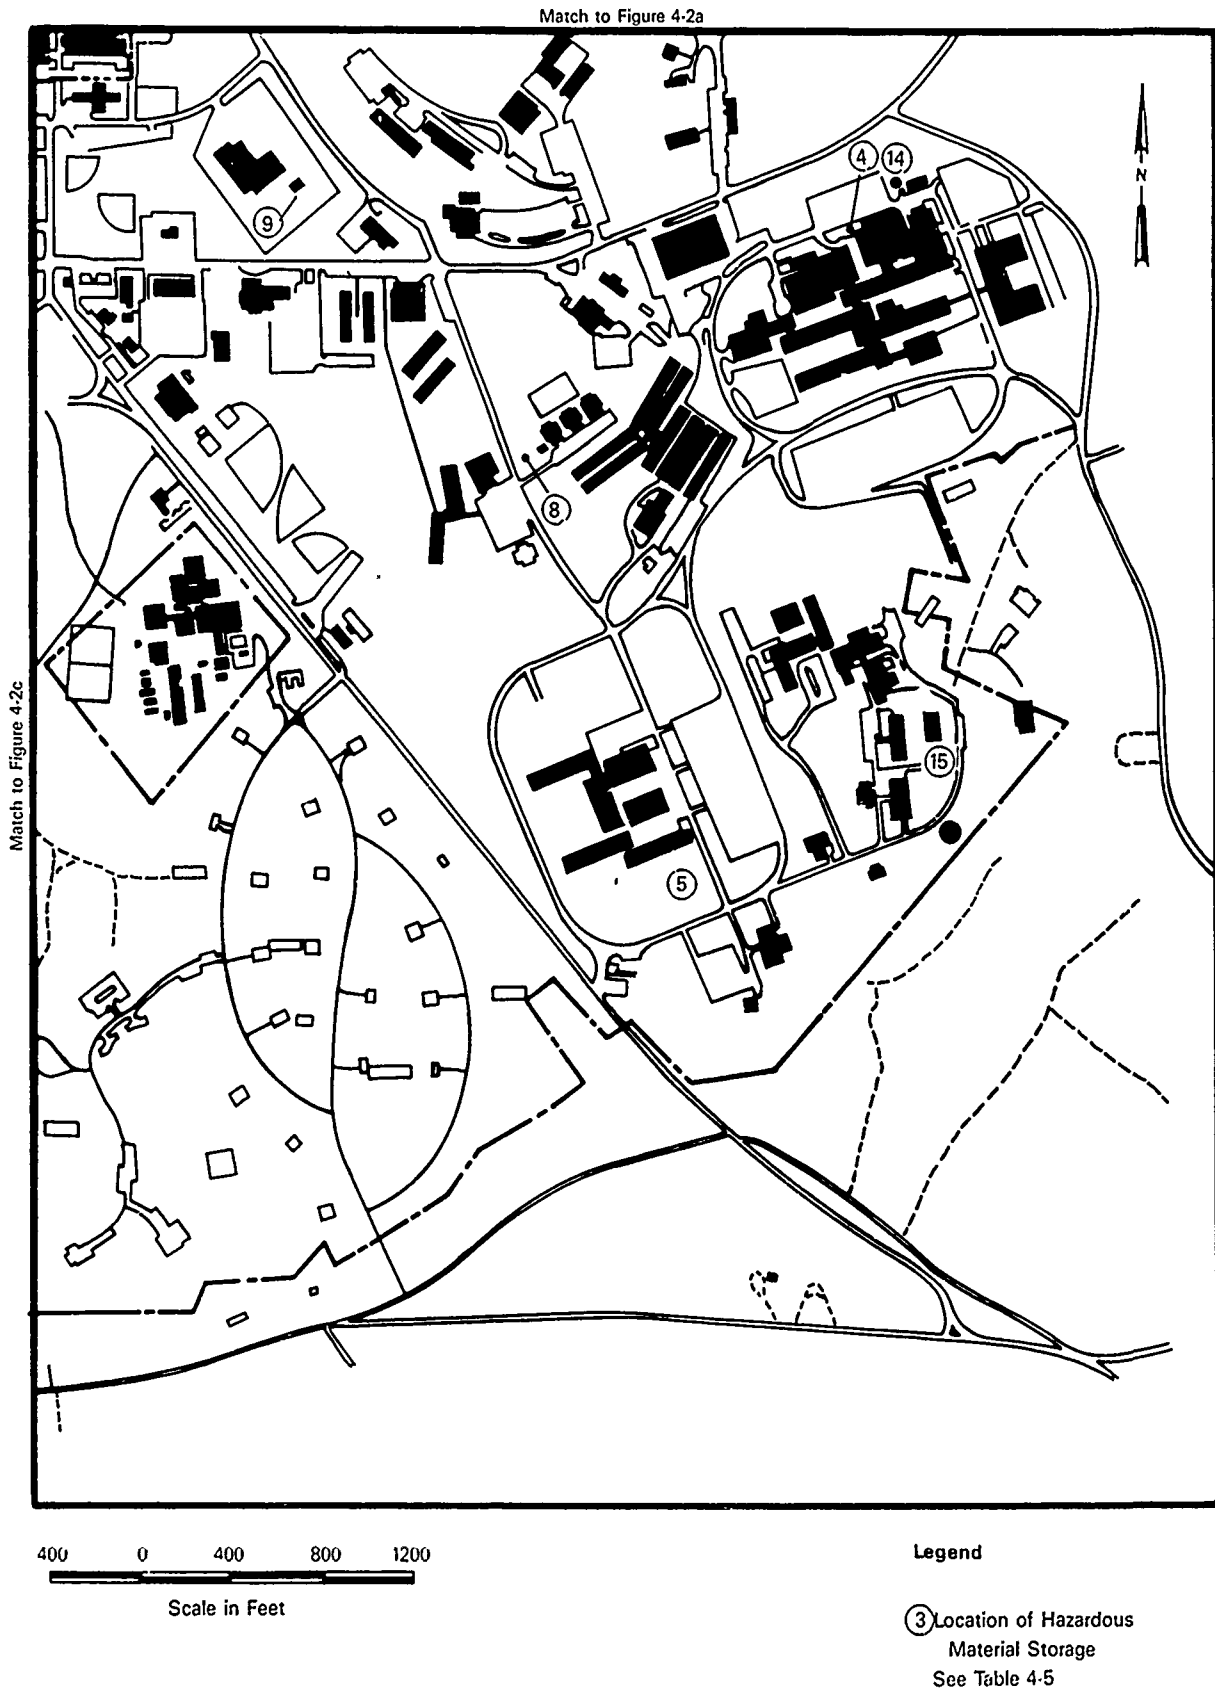 Match to Figure 4-2a
4 14
N
9
8
Match to Figure 4-2c
15
5
400 0 400 800 1200
Scale in Feet
Legend
3 Location of Hazardous
Material Storage
See Table 4-5